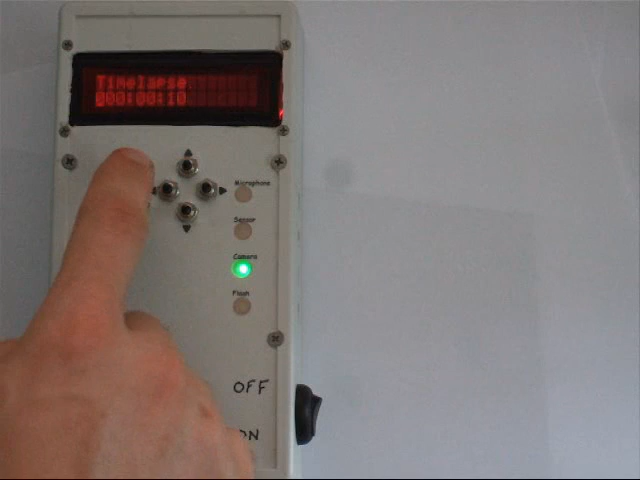 Timelapse
000:00:10
Microphone
Sensor
Camera
Flash
OFF
ON